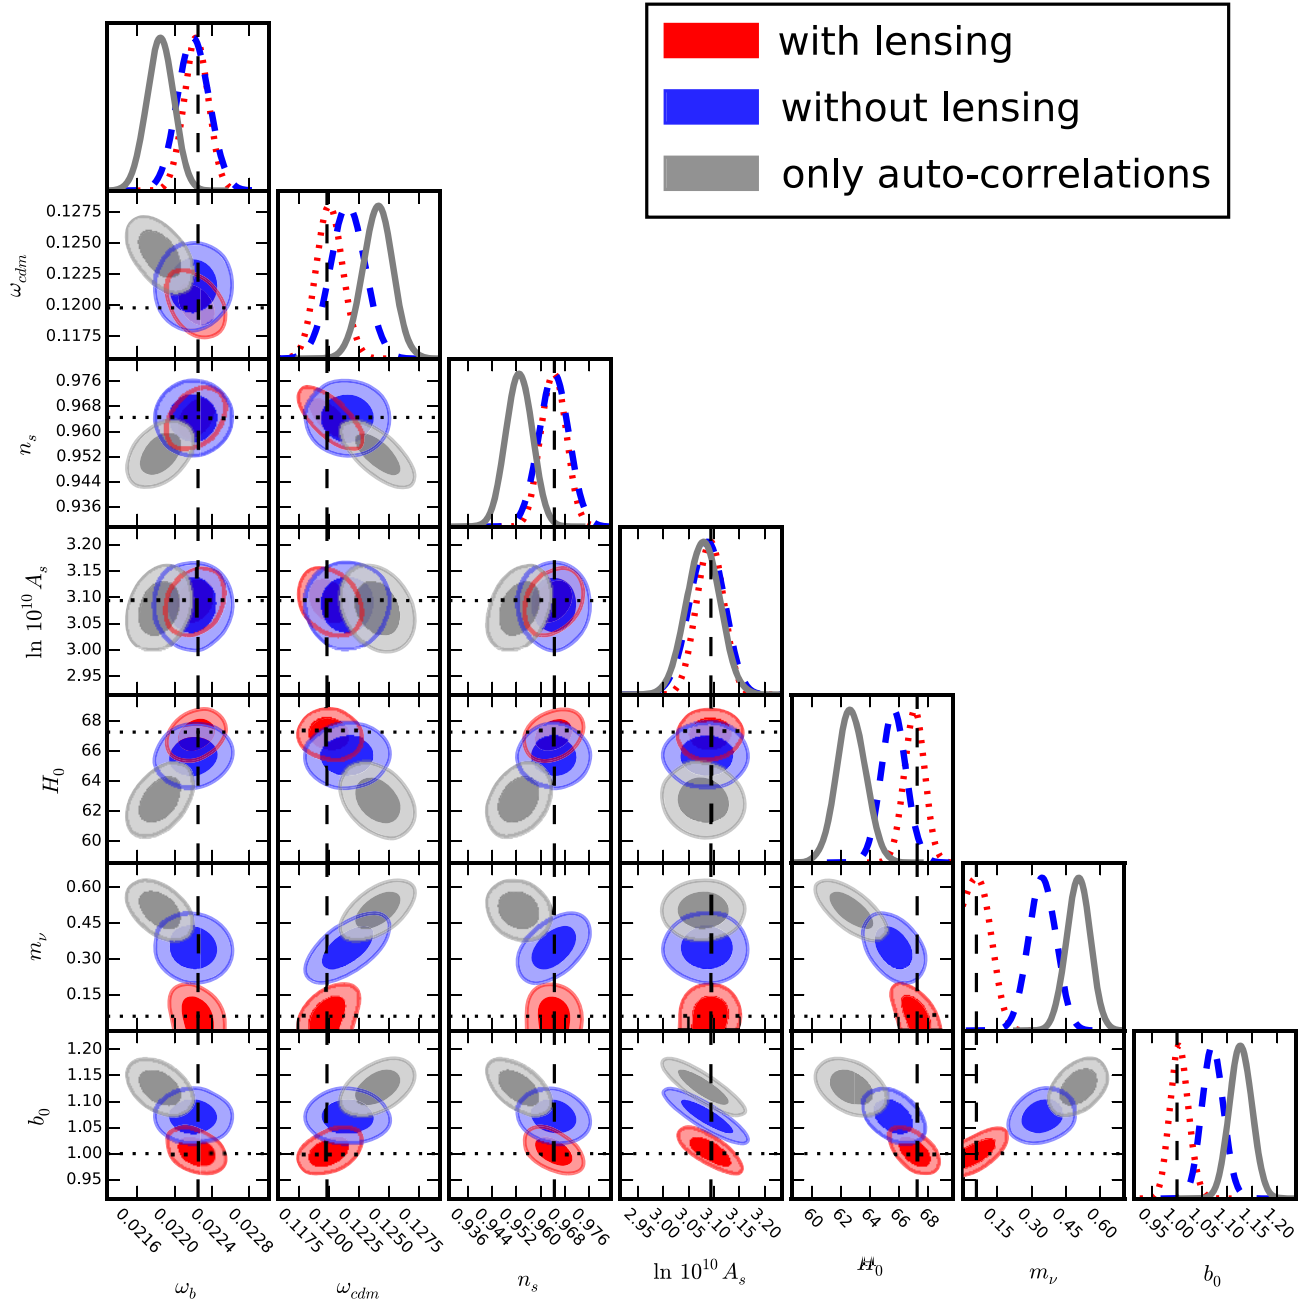 with lensing
without lensing
only auto-correlations
0.1275
0.1250
0.1225
0.1200
0.1175
ω_cdm
0.976
0.968
0.960
0.952
0.944
0.936
n_s
3.20
3.15
3.10
3.05
3.00
2.95
ln 10^10 A_s
68
66
64
62
60
H_0
0.60
0.45
0.30
0.15
m_ν
1.20
1.15
1.10
1.05
1.00
0.95
b_0
0.0216 0.0220 0.0224 0.0228
0.1175 0.1200 0.1225 0.1250 0.1275
0.936 0.944 0.952 0.960 0.968 0.976
2.95 3.00 3.05 3.10 3.15 3.20
60 62 64 66 68
0.15 0.30 0.45 0.60
0.95 1.00 1.05 1.10 1.15 1.20
ω_b ω_cdm n_s ln 10^10 A_s H_0 m_ν b_0